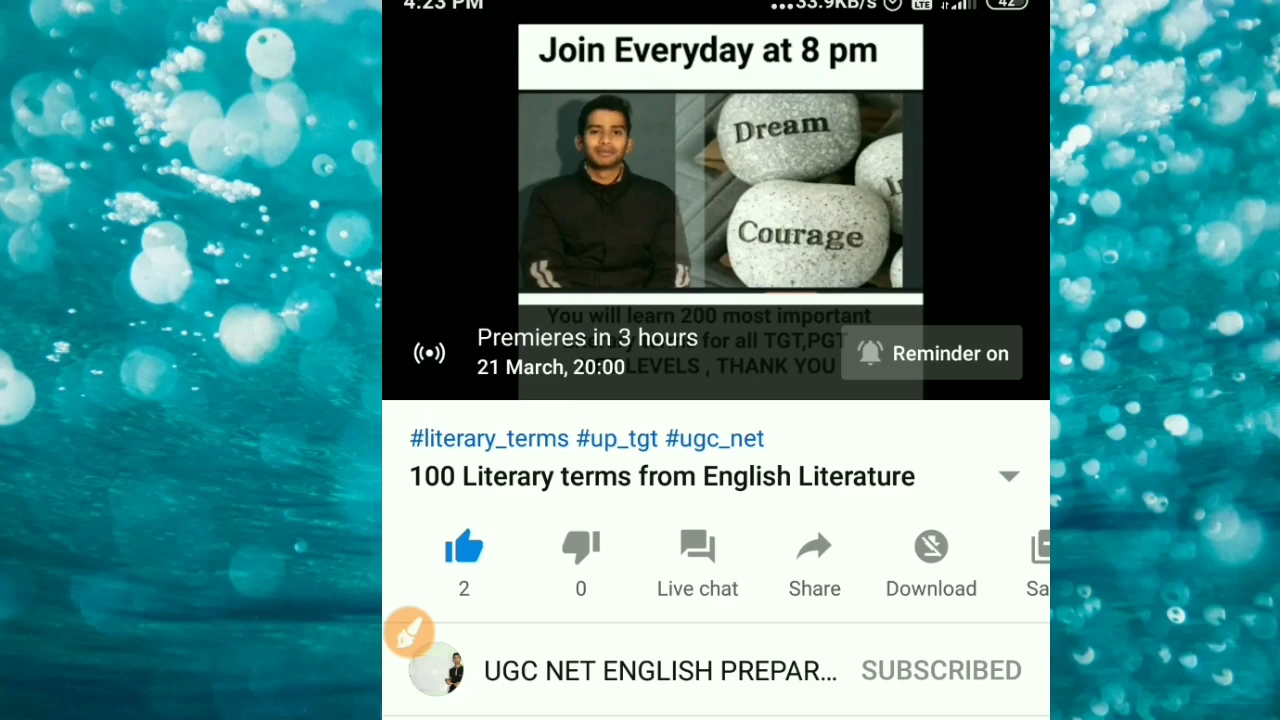 4:23 PM
...33.9KB/s LTE 42
Join Everyday at 8 pm
Dream
Courage
You will learn 200 most important
for all TGT,PGT
LEVELS , THANK YOU
Premieres in 3 hours
21 March, 20:00
Reminder on
#literary_terms #up_tgt #ugc_net
100 Literary terms from English Literature
2
0
Live chat
Share
Download
Sa
UGC NET ENGLISH PREPAR...
SUBSCRIBED